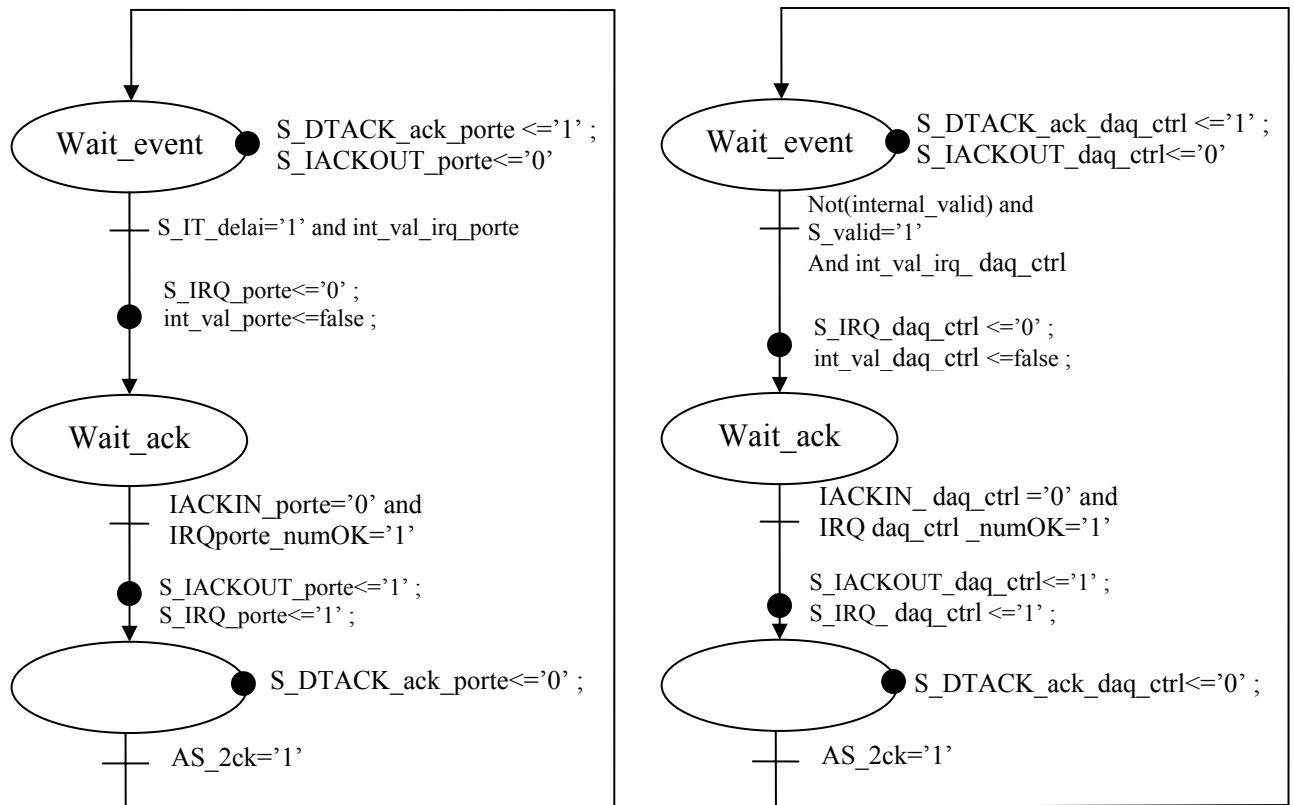 Wait_event
S_DTACK_ack_porte <='1' ;
S_IACKOUT_porte<='0'
S_IT_delai='1' and int_val_irq_porte
S_IRQ_porte<='0' ;
int_val_porte<=false ;
Wait_ack
IACKIN_porte='0' and
IRQporte_numOK='1'
S_IACKOUT_porte<='1' ;
S_IRQ_porte<='1' ;
S_DTACK_ack_porte<='0' ;
AS_2ck='1'
Wait_event
S_DTACK_ack_daq_ctrl <='1' ;
S_IACKOUT_daq_ctrl<='0'
Not(internal_valid) and
S_valid='1'
And int_val_irq_ daq_ctrl
S_IRQ_daq_ctrl <='0' ;
int_val_daq_ctrl <=false ;
Wait_ack
IACKIN_ daq_ctrl ='0' and
IRQ daq_ctrl _numOK='1'
S_IACKOUT_daq_ctrl<='1' ;
S_IRQ_ daq_ctrl <='1' ;
S_DTACK_ack_daq_ctrl<='0' ;
AS_2ck='1'